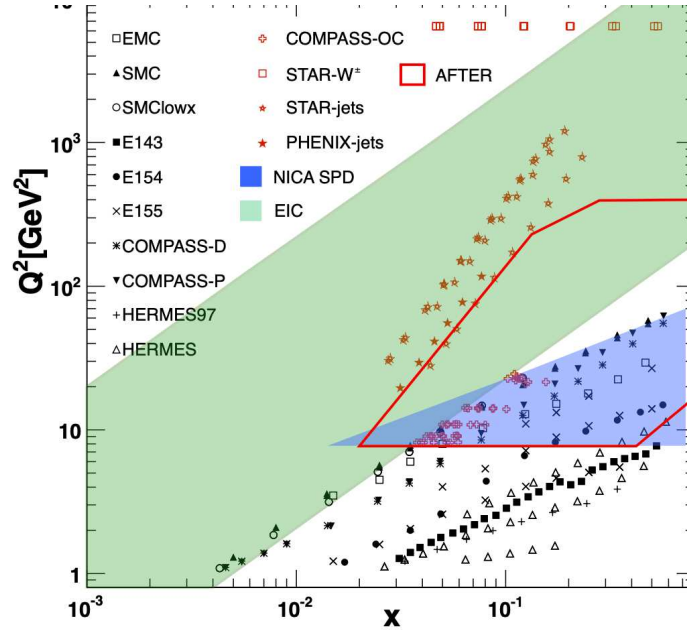 10⁴
EMC
SMC
SMClowx
E143
E154
E155
COMPASS-D
COMPASS-P
HERMES97
HERMES
COMPASS-OC
STAR-W±
STAR-jets
PHENIX-jets
NICA SPD
EIC
AFTER
Q²[GeV²]
10³
10²
10
1
10⁻³
10⁻²
10⁻¹
x